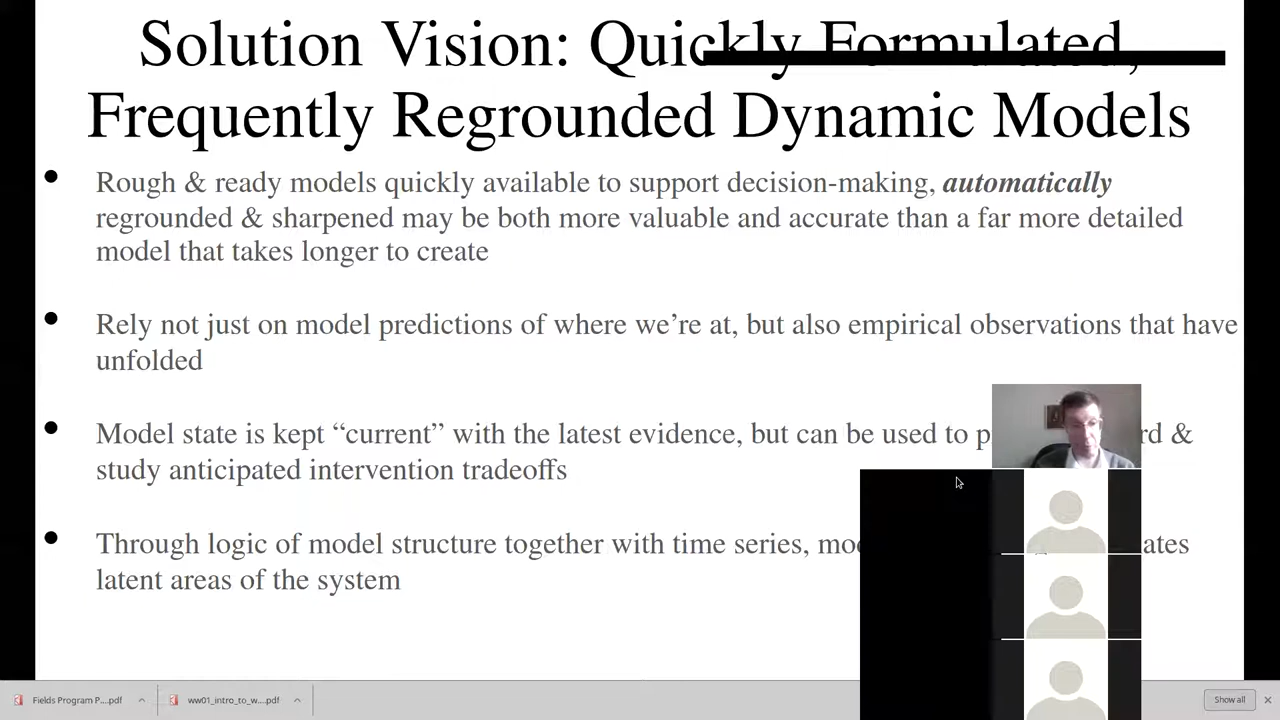 Solution Vision: Quickly Formulated,
Frequently Regrounded Dynamic Models
• Rough & ready models quickly available to support decision-making, automatically
regrounded & sharpened may be both more valuable and accurate than a far more detailed
model that takes longer to create
• Rely not just on model predictions of where we’re at, but also empirical observations that have
unfolded
• Model state is kept “current” with the latest evidence, but can be used to &
study anticipated intervention tradeoffs
• Through logic of model structure together with time series,
latent areas of the system
Fields Program P....pdf
ww01_intro_to_w....pdf
Show all